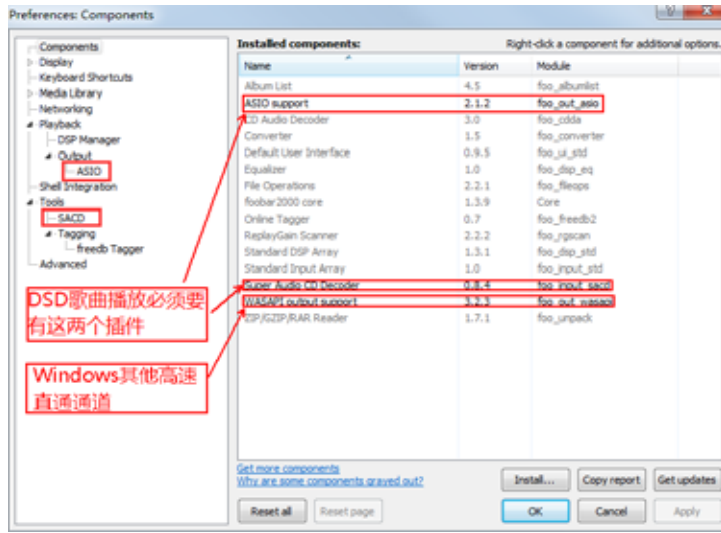 Preferences: Components
Components
Display
Keyboard Shortcuts
Media Library
Networking
Playback
DSP Manager
Output
ASIO
Shell Integration
Tools
SACD
Tagging
freedb Tagger
Advanced
DSD歌曲播放必须要
有这两个插件
Windows其他高速
直通通道
Installed components: Right-click a component for additional options.
Name Version Module
Album List 4.5 foo_albumlist
ASIO support 2.1.2 foo_out_asio
CD Audio Decoder 3.0 foo_cdda
Converter 1.5 foo_converter
Default User Interface 0.9.5 foo_ui_std
Equalizer 1.0 foo_dsp_eq
File Operations 2.2.1 foo_fileops
foobar2000 core 1.3.9 Core
Online Tagger 0.7 foo_freedb2
ReplayGain Scanner 2.2.2 foo_rgscan
Standard DSP Array 1.3.1 foo_dsp_std
Standard Input Array 1.0 foo_input_std
Super Audio CD Decoder 0.8.4 foo_input_sacd
WASAPI output support 3.2.3 foo_out_wasapi
ZIP/GZIP/RAR Reader 1.7.1 foo_unpack
Get more components
Why are some components grayed out?
Install... Copy report Get updates
Reset all Reset page OK Cancel Apply